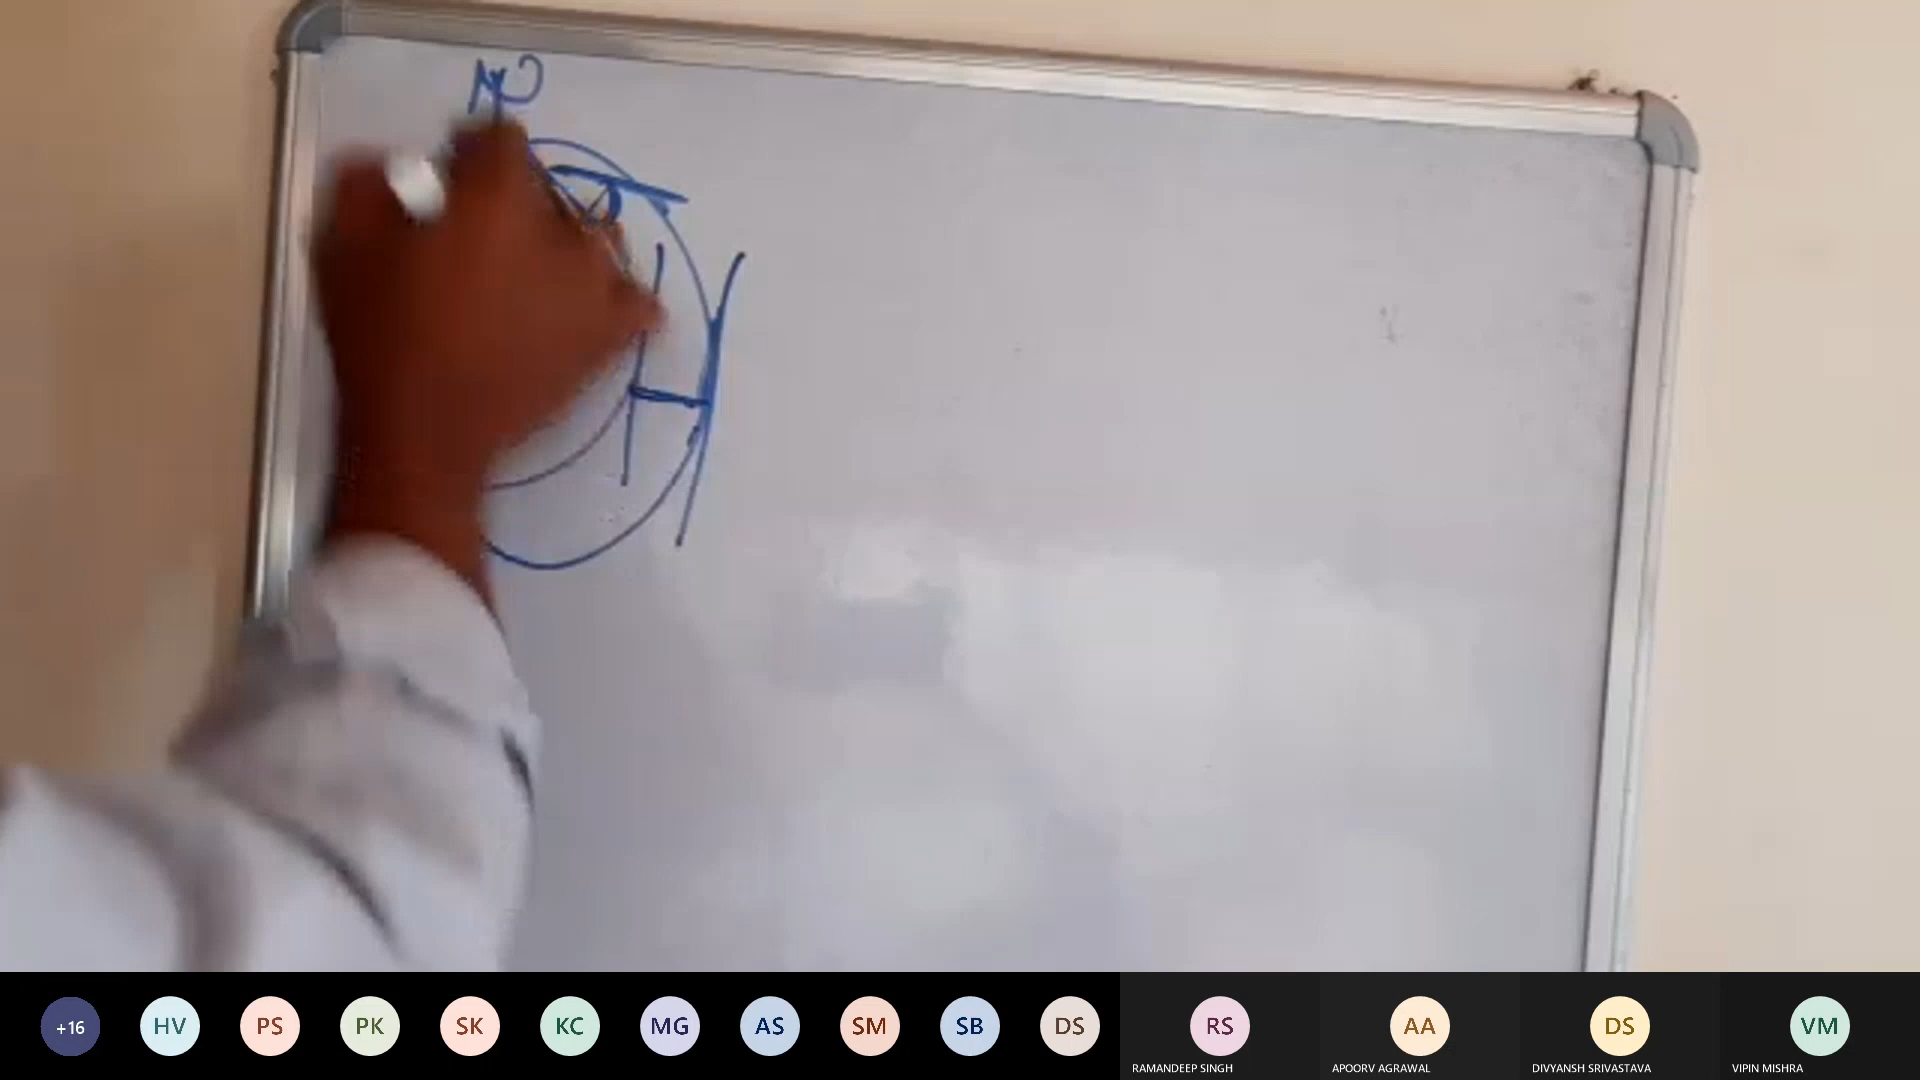 +16 HV PS PK SK KC MG AS SM SB DS RS AA DS VM
RAMANDEEP SINGH APOORV AGRAWAL DIVYANSH SRIVASTAVA VIPIN MISHRA